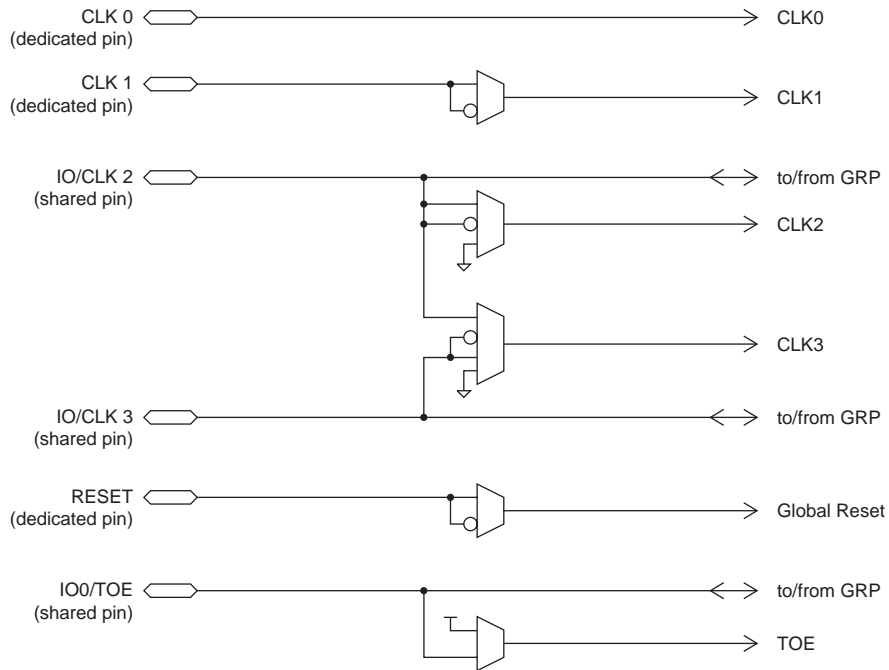 CLK 0
(dedicated pin)
CLK0
CLK 1
(dedicated pin)
CLK1
IO/CLK 2
(shared pin)
to/from GRP
CLK2
CLK3
IO/CLK 3
(shared pin)
to/from GRP
RESET
(dedicated pin)
Global Reset
IO0/TOE
(shared pin)
to/from GRP
TOE